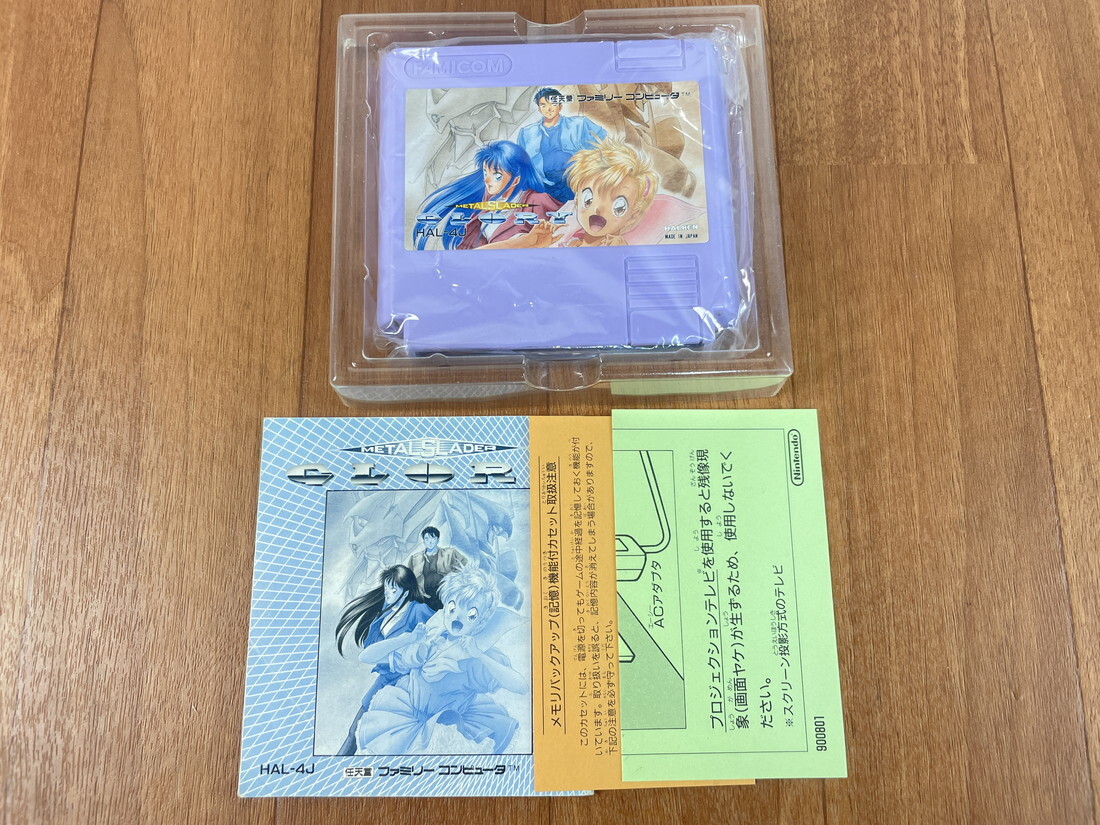 FAMICOM
任天堂 ファミリー コンピュータ™
METAL SLADER
GLORY
HAL-4J
MADE IN JAPAN
METAL SLADER
GLOR
HAL-4J
任天堂 ファミリー コンピュータ™
メモリバックアップ(記憶)機能付カセット取扱注意
このカセットには、電源を切ってもゲームの途中経過を記憶しておく機能が付
いています。取り扱いを誤ると、記憶内容が消えてしまう場合がありますので、
下記の注意を必ず守って下さい。
ACアダプタ
プロジェクションテレビを使用すると残像現
象(画面ヤケ)が生ずるため、使用しないでく
ださい。
※スクリーン投影方式のテレビ
Nintendo
900801